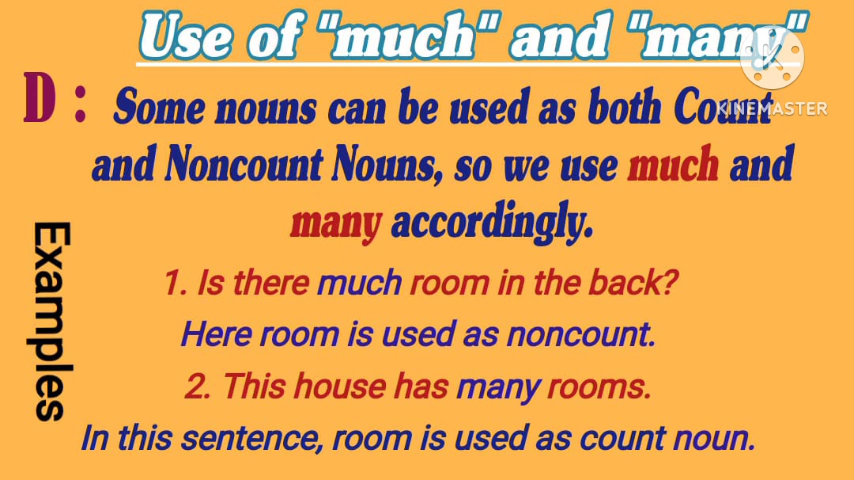 Use of "much" and "many"
KINEMASTER
D : Some nouns can be used as both Count
and Noncount Nouns, so we use much and
many accordingly.
Examples
1. Is there much room in the back?
Here room is used as noncount.
2. This house has many rooms.
In this sentence, room is used as count noun.